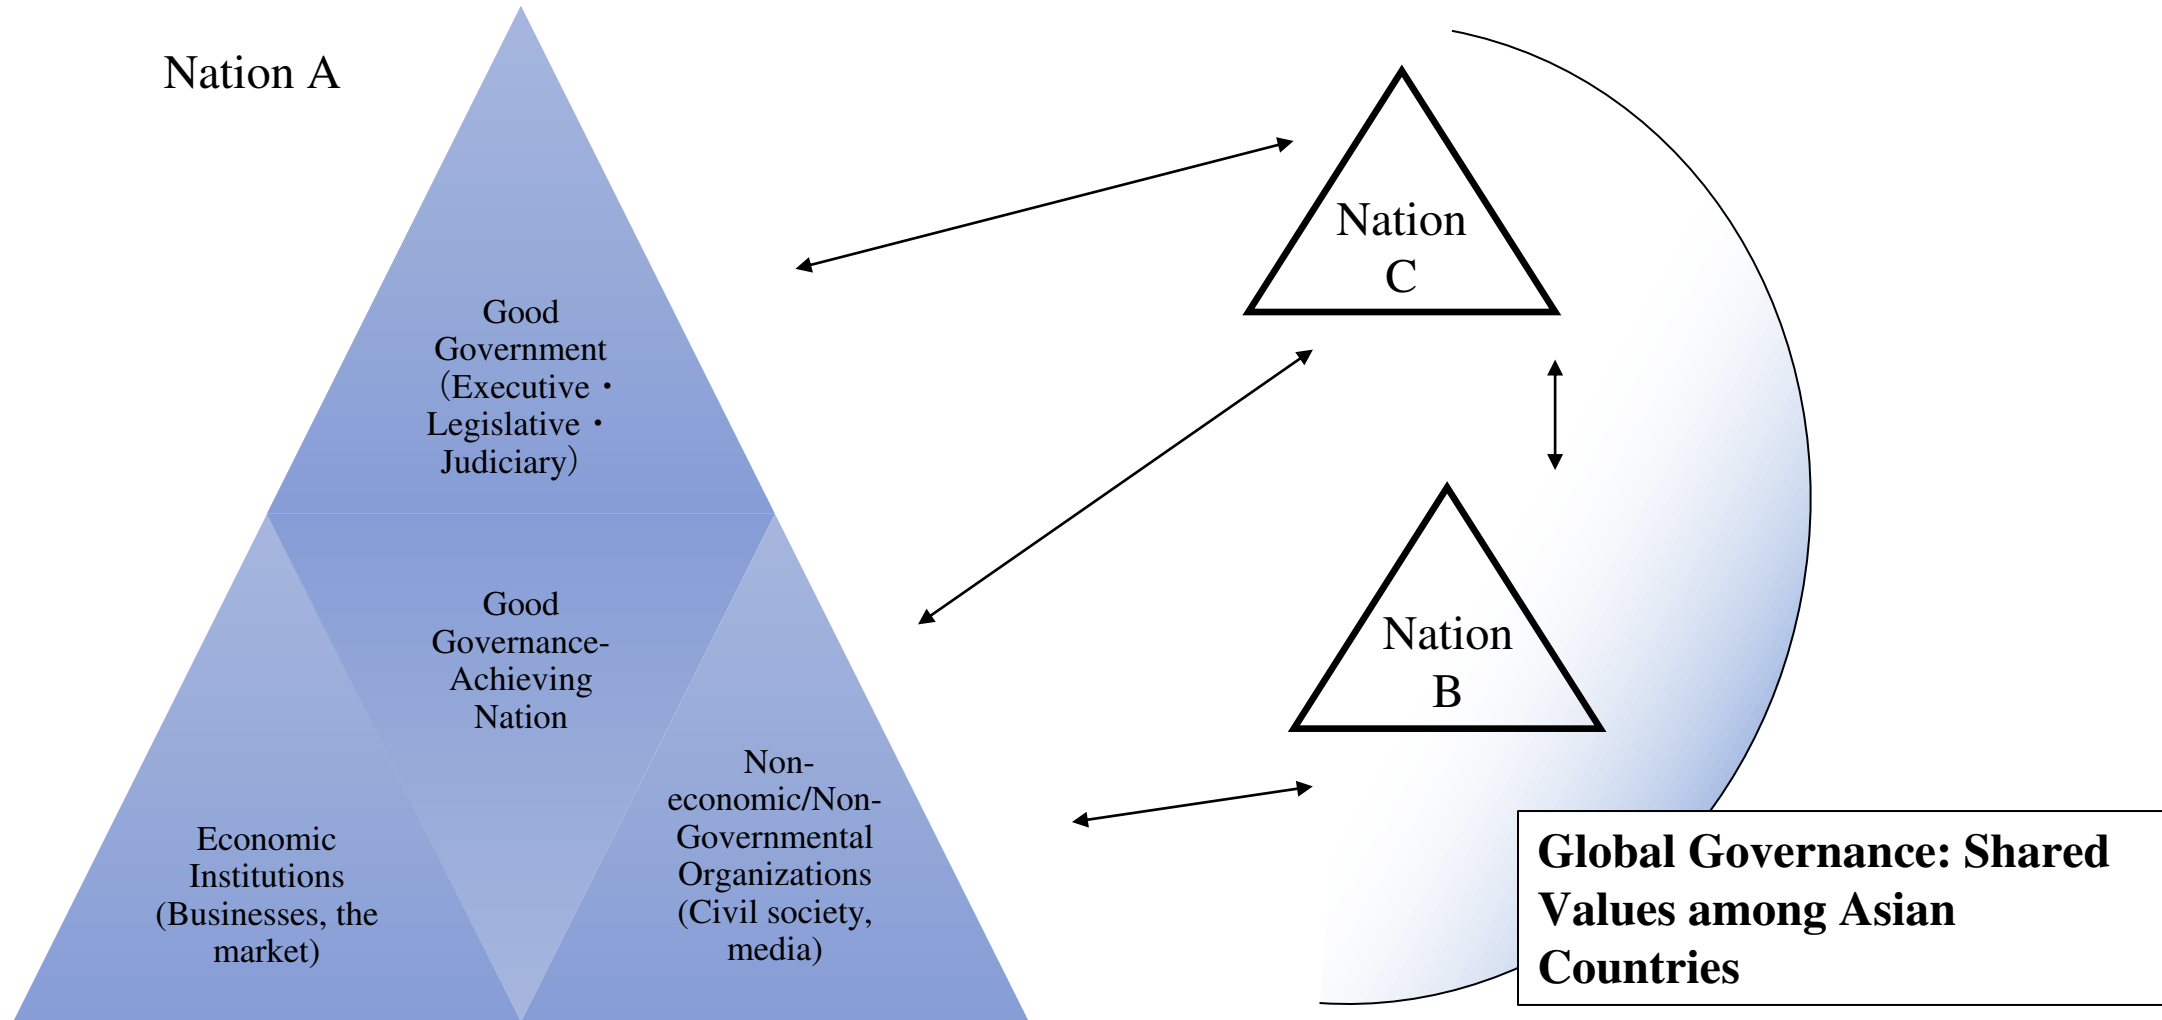 Nation A
Good
Government
（Executive・
Legislative・
Judiciary）
Good
Governance-
Achieving
Nation
Economic
Institutions
(Businesses, the
market)
Non-
economic/Non-
Governmental
Organizations
(Civil society,
media)
Nation
C
Nation
B
Global Governance: Shared
Values among Asian
Countries